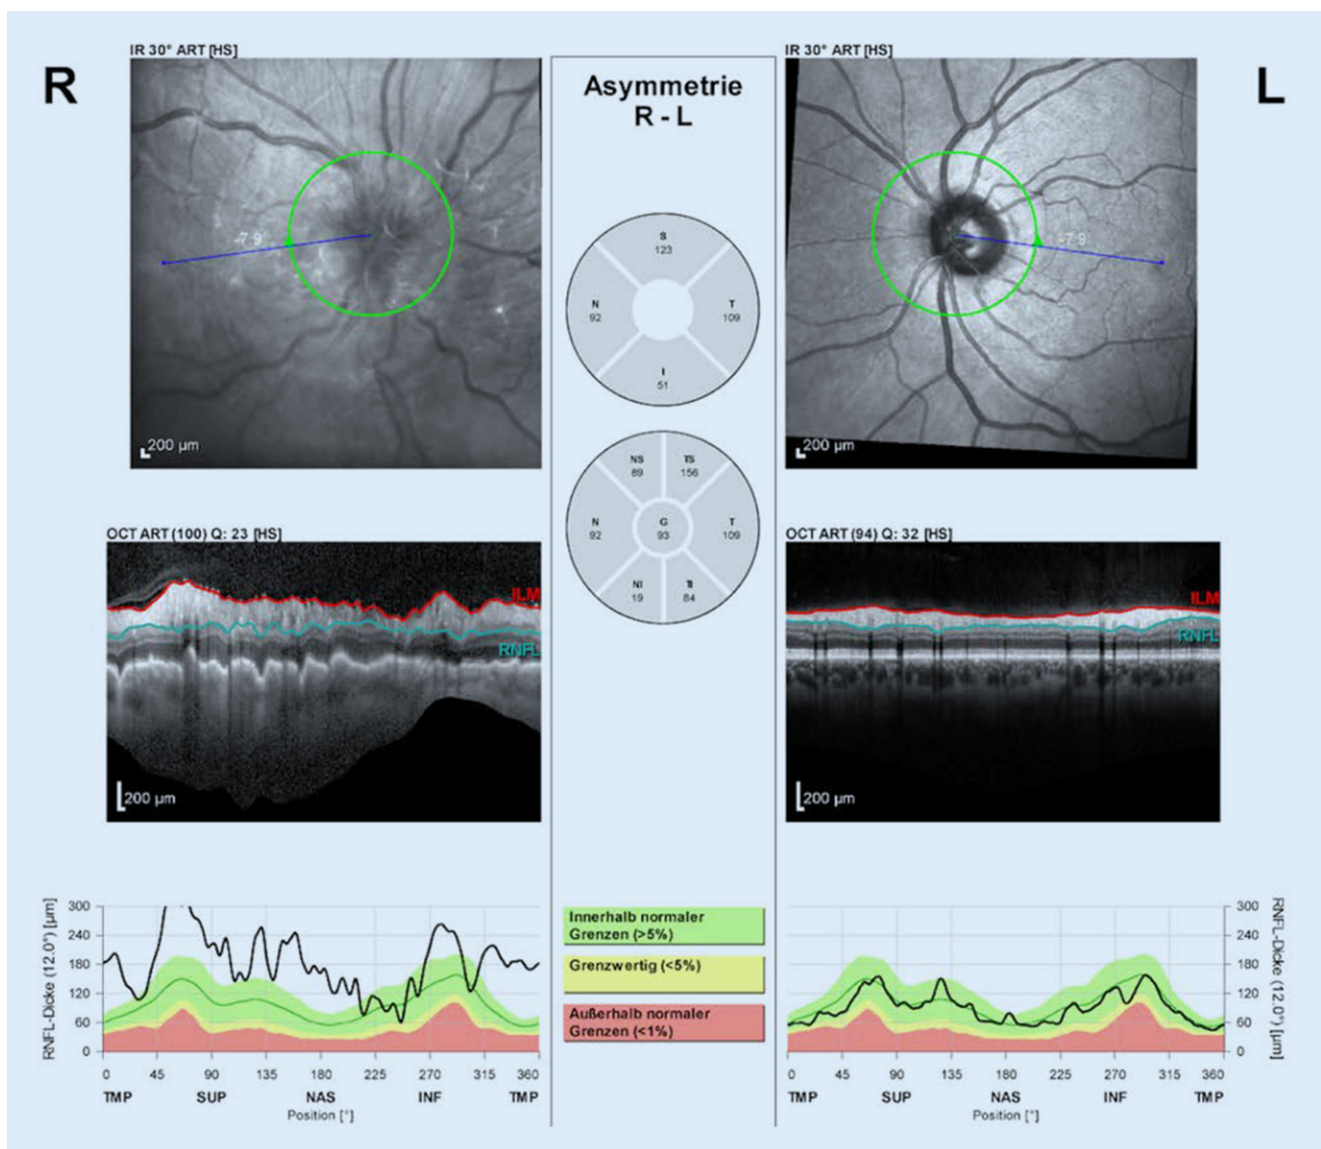 R
IR 30° ART [HS]
-7.9°
200 µm
Asymmetrie
R - L
IR 30° ART [HS]
L
-7.9°
200 µm
S
123
N
92
T
109
I
51
NS
89
TS
156
N
92
G
93
T
109
NI
19
TI
84
OCT ART (100) Q: 23 [HS]
ILM
RNFL
200 µm
OCT ART (94) Q: 32 [HS]
ILM
RNFL
200 µm
RNFL-Dicke (12.0°) [µm]
300
240
180
120
60
0
0 45 90 135 180 225 270 315 360
TMP SUP NAS INF TMP
Position [°]
Innerhalb normaler
Grenzen (>5%)
Grenzwertig (<5%)
Außerhalb normaler
Grenzen (<1%)
300
240
180
120
60
0
RNFL-Dicke (12.0°) [µm]
0 45 90 135 180 225 270 315 360
TMP SUP NAS INF TMP
Position [°]